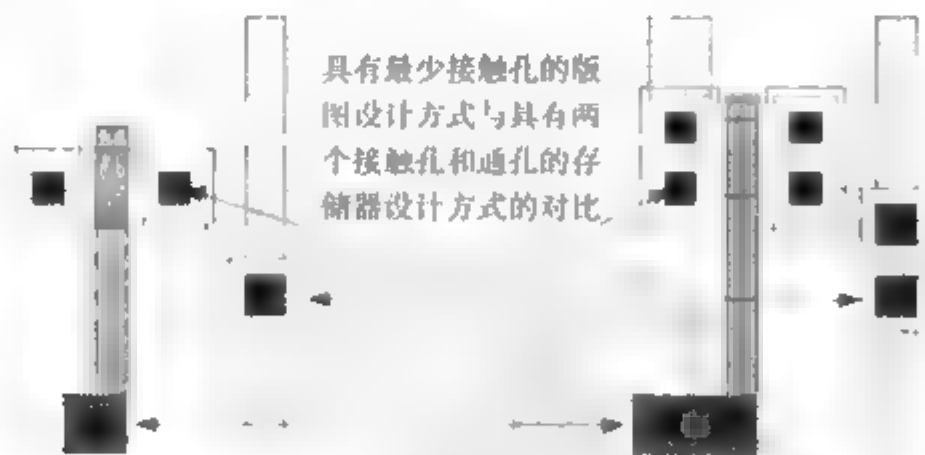 具有最少接触孔的版
图设计方式与具有两
个接触孔和通孔的存
储器设计方式的对比